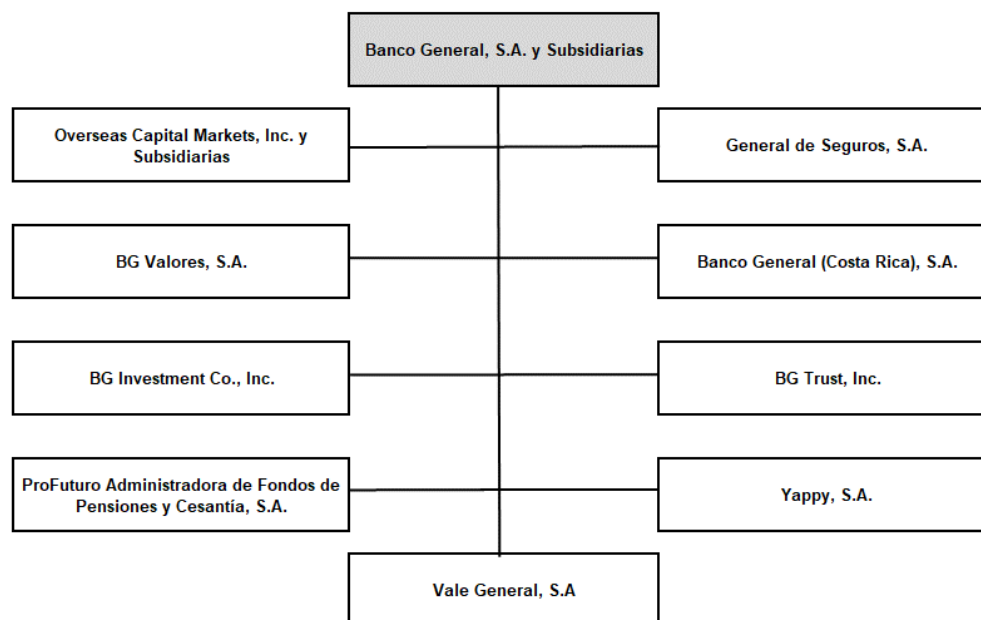 Banco General, S.A. y Subsidiarias
Overseas Capital Markets, Inc. y
Subsidiarias
General de Seguros, S.A.
BG Valores, S.A.
Banco General (Costa Rica), S.A.
BG Investment Co., Inc.
BG Trust, Inc.
ProFuturo Administradora de Fondos de
Pensiones y Cesantía, S.A.
Yappy, S.A.
Vale General, S.A